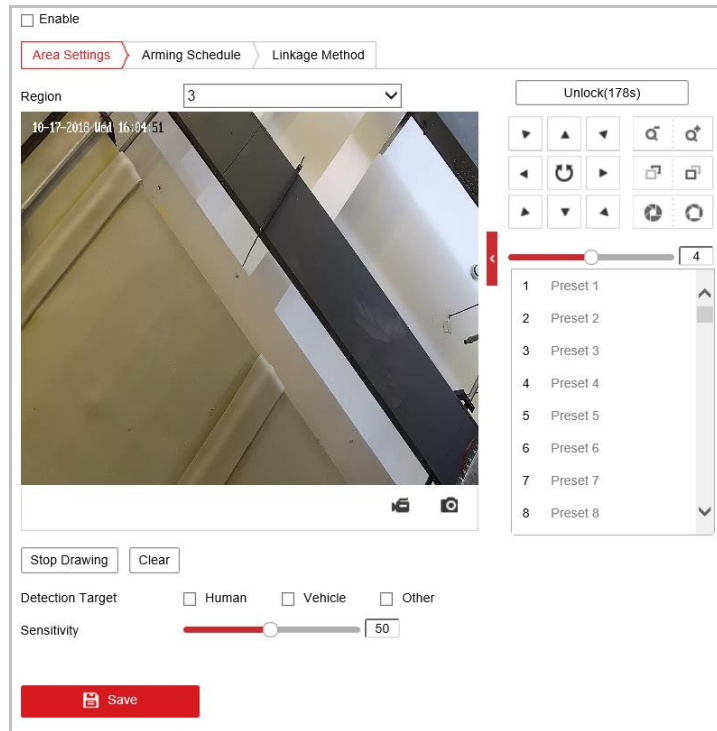 Enable
Area Settings
Arming Schedule
Linkage Method
Region
3
Unlock(178s)
10-17-2018 Wed 16:04:51
4
1 Preset 1
2 Preset 2
3 Preset 3
4 Preset 4
5 Preset 5
6 Preset 6
7 Preset 7
8 Preset 8
Stop Drawing
Clear
Detection Target
Human
Vehicle
Other
Sensitivity
50
Save